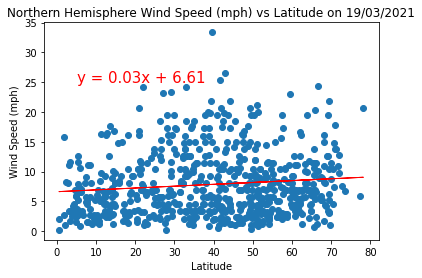 Northern Hemisphere Wind Speed (mph) vs Latitude on 19/03/2021
35
30
25
20
15
10
5
0
Wind Speed (mph)
y = 0.03x + 6.61
0 10 20 30 40 50 60 70 80
Latitude